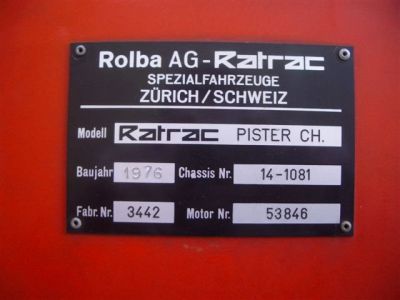 Rolba AG-Ratrac
SPEZIALFAHRZEUGE
ZÜRICH/SCHWEIZ
Modell Ratrac PISTER CH.
Baujahr 1976 Chassis Nr. 14-1081
Fabr. Nr. 3442 Motor Nr. 53846